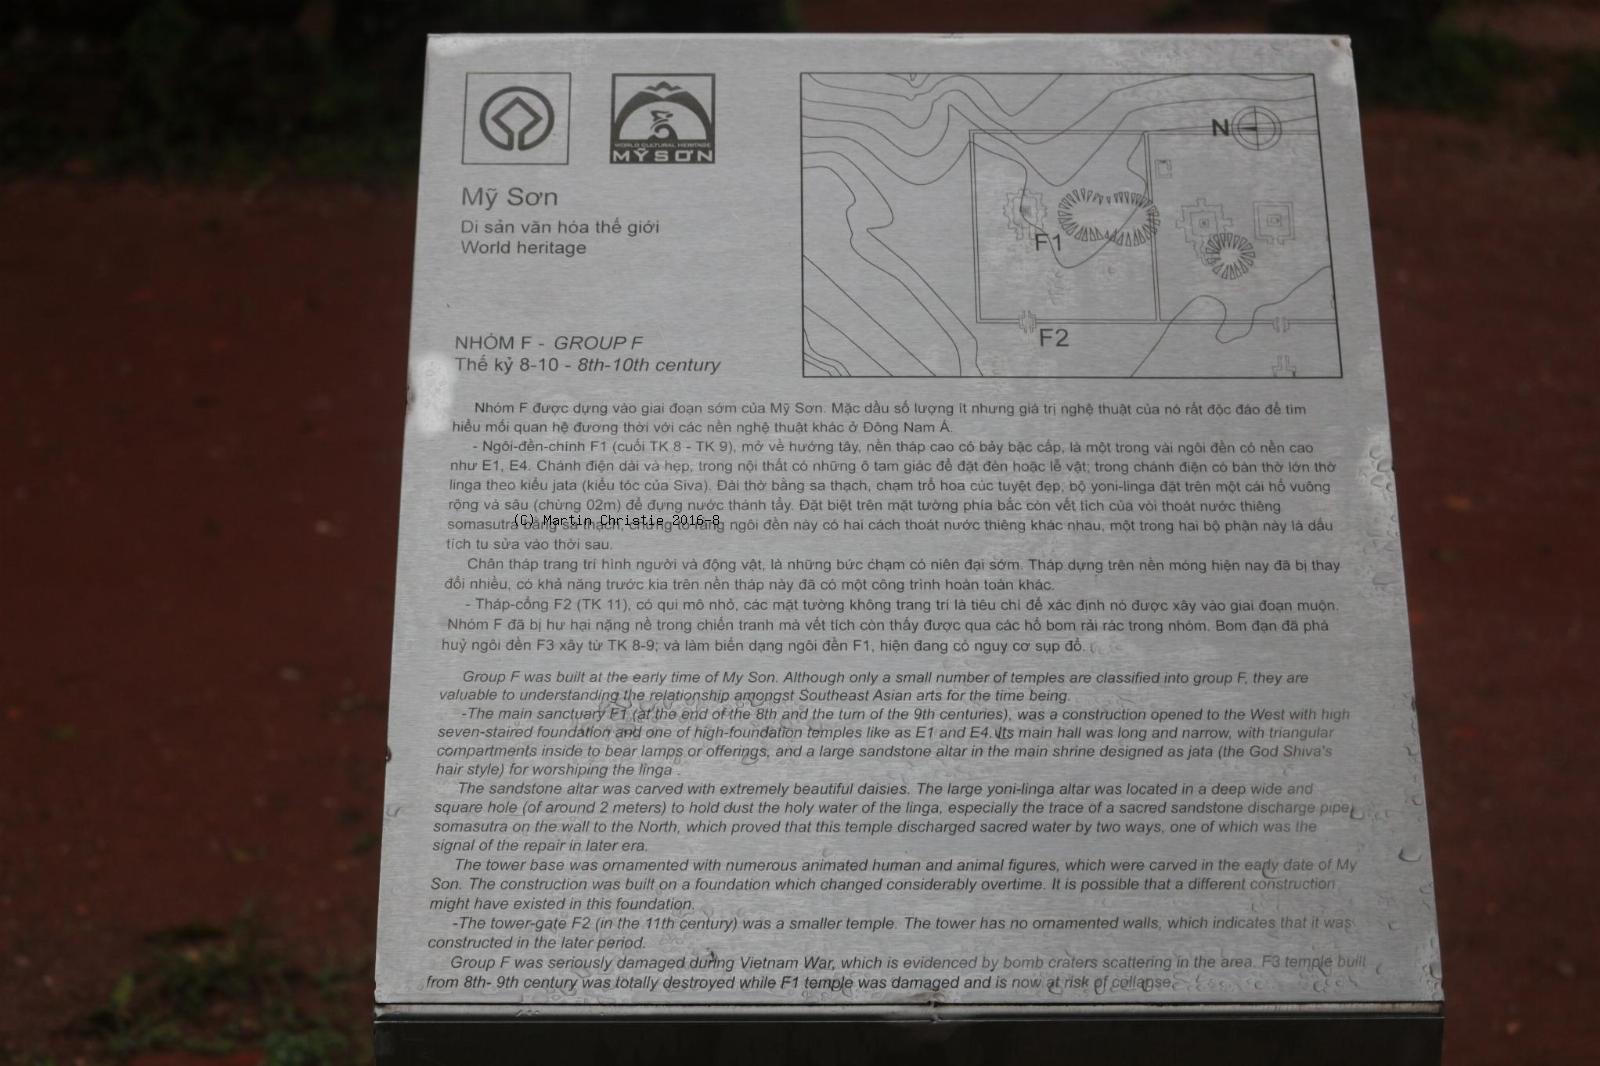 WORLD CULTURAL HERITAGE
MỸ SƠN
Mỹ Sơn
Di sản văn hóa thế giới
World heritage
N
F1
F2
NHÓM F - GROUP F
Thế kỷ 8-10 - 8th-10th century
Nhóm F được dựng vào giai đoạn sớm của Mỹ Sơn. Mặc dầu số lượng ít nhưng giá trị nghệ thuật của nó rất độc đáo để tìm
hiểu mối quan hệ đương thời với các nền nghệ thuật khác ở Đông Nam Á.
- Ngôi-đền-chính F1 (cuối TK 8 - TK 9), mở về hướng tây, nền tháp cao có bảy bậc cấp, là một trong vài ngôi đền có nền cao
như E1, E4. Chánh điện dài và hẹp, trong nội thất có những ô tam giác để đặt đèn hoặc lễ vật; trong chánh điện có bàn thờ lớn thờ
linga theo kiểu jata (kiểu tóc của Siva). Đài thờ bằng sa thạch, chạm trổ hoa cúc tuyệt đẹp, bộ yoni-linga đặt trên một cái hố vuông
rộng và sâu (chừng 02m) để đựng nước thánh tẩy. Đặt biệt trên mặt tường phía bắc còn vết tích của vòi thoát nước thiêng
somasutra bằng sa thạch, chứng tỏ rằng ngôi đền này có hai cách thoát nước thiêng khác nhau, một trong hai bộ phận này là dấu
tích tu sửa vào thời sau.
(C) Martin Christie 2016-8
Chân tháp trang trí hình người và động vật, là những bức chạm có niên đại sớm. Tháp dựng trên nền móng hiện nay đã bị thay
đổi nhiều, có khả năng trước kia trên nền tháp này đã có một công trình hoàn toàn khác.
- Tháp-cổng F2 (TK 11), có qui mô nhỏ, các mặt tường không trang trí là tiêu chí để xác định nó được xây vào giai đoạn muộn.
Nhóm F đã bị hư hại nặng nề trong chiến tranh mà vết tích còn thấy được qua các hố bom rải rác trong nhóm. Bom đạn đã phá
huỷ ngôi đền F3 xây từ TK 8-9; và làm biến dạng ngôi đền F1, hiện đang có nguy cơ sụp đổ.
Group F was built at the early time of My Son. Although only a small number of temples are classified into group F, they are
valuable to understanding the relationship amongst Southeast Asian arts for the time being.
-The main sanctuary F1 (at the end of the 8th and the turn of the 9th centuries), was a construction opened to the West with high
seven-staired foundation and one of high-foundation temples like as E1 and E4. Its main hall was long and narrow, with triangular
compartments inside to bear lamps or offerings, and a large sandstone altar in the main shrine designed as jata (the God Shiva's
hair style) for worshiping the linga .
The sandstone altar was carved with extremely beautiful daisies. The large yoni-linga altar was located in a deep wide and
square hole (of around 2 meters) to hold dust the holy water of the linga, especially the trace of a sacred sandstone discharge pipe,
somasutra on the wall to the North, which proved that this temple discharged sacred water by two ways, one of which was the
signal of the repair in later era.
The tower base was ornamented with numerous animated human and animal figures, which were carved in the early date of My
Son. The construction was built on a foundation which changed considerably overtime. It is possible that a different construction
might have existed in this foundation.
-The tower-gate F2 (in the 11th century) was a smaller temple. The tower has no ornamented walls, which indicates that it was
constructed in the later period.
Group F was seriously damaged during Vietnam War, which is evidenced by bomb craters scattering in the area. F3 temple built
from 8th- 9th century was totally destroyed while F1 temple was damaged and is now at risk of collapse.